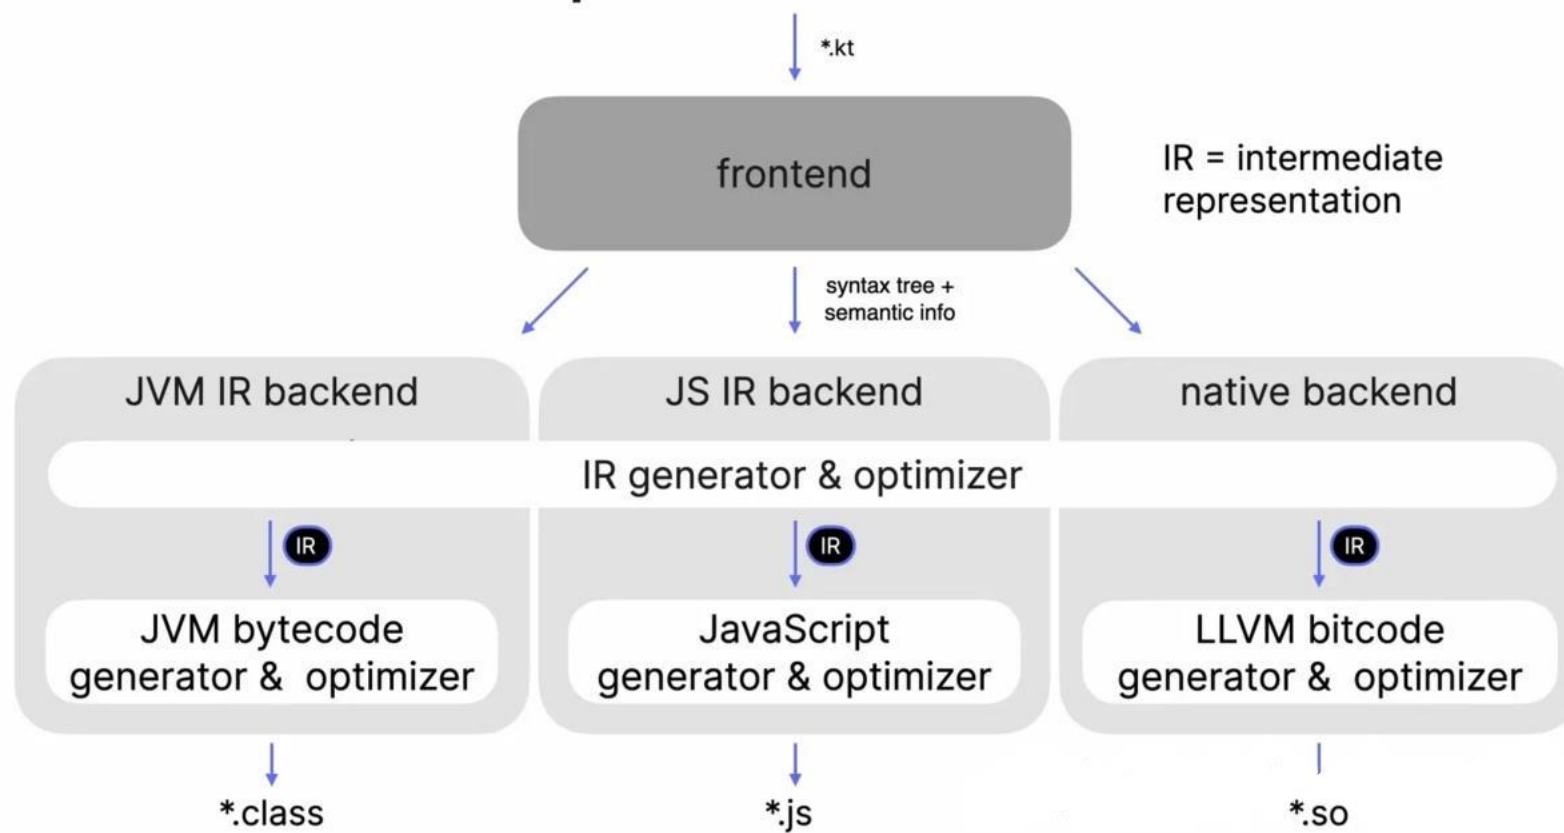 *.kt
frontend
IR = intermediate
representation
syntax tree +
semantic info
JVM IR backend
JS IR backend
native backend
IR generator & optimizer
IR
IR
IR
JVM bytecode
generator & optimizer
JavaScript
generator & optimizer
LLVM bitcode
generator & optimizer
*.class
*.js
*.so